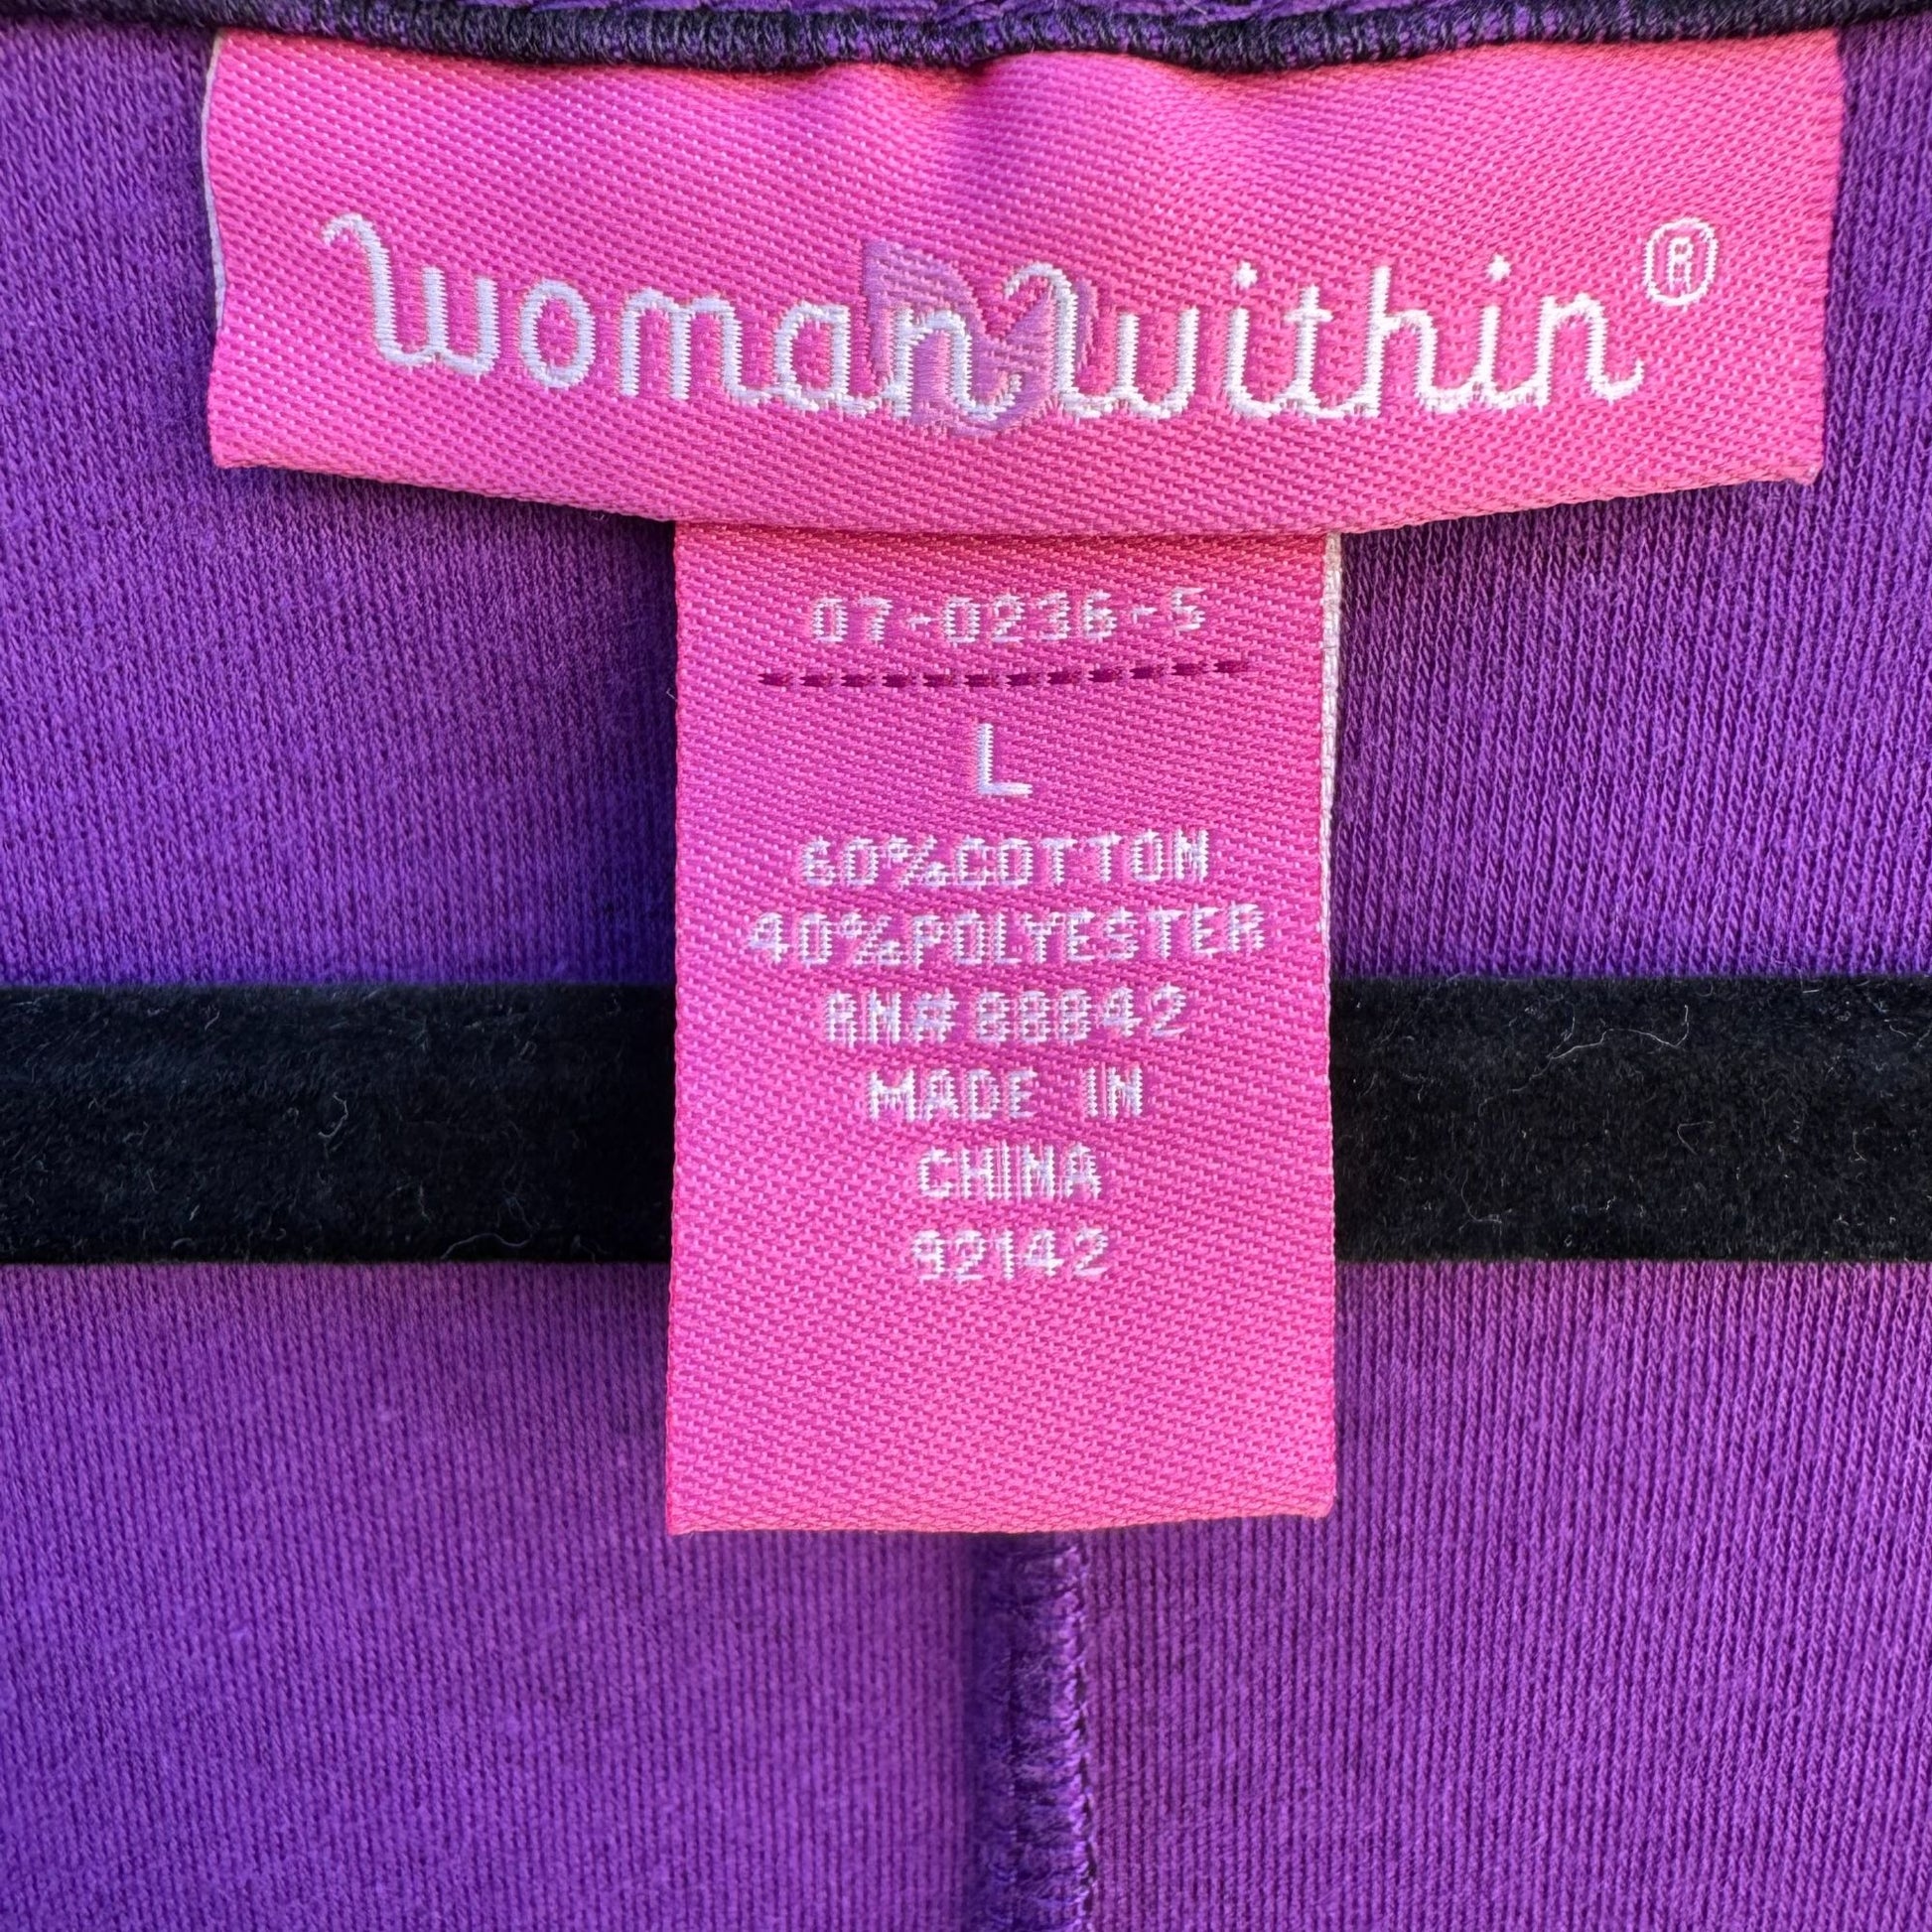 woman within®
07-0236-5
L
60%COTTON
40%POLYESTER
RN#88842
MADE IN
CHINA
92142